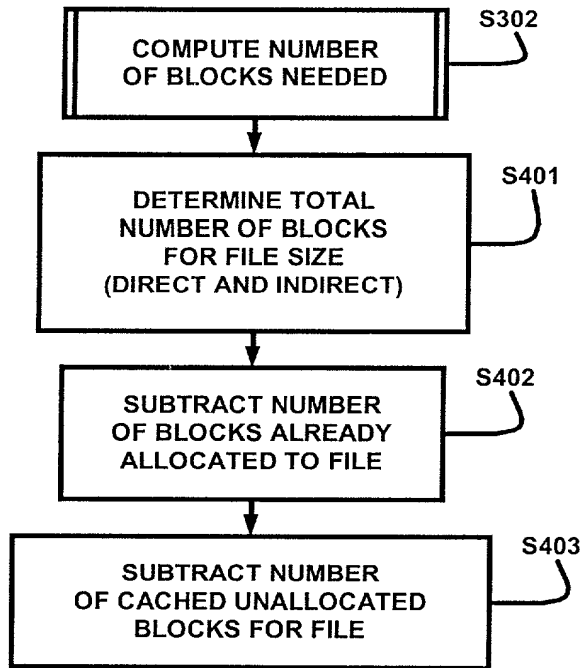 S302
COMPUTE NUMBER
OF BLOCKS NEEDED
S401
DETERMINE TOTAL
NUMBER OF BLOCKS
FOR FILE SIZE
(DIRECT AND INDIRECT)
S402
SUBTRACT NUMBER
OF BLOCKS ALREADY
ALLOCATED TO FILE
S403
SUBTRACT NUMBER
OF CACHED UNALLOCATED
BLOCKS FOR FILE